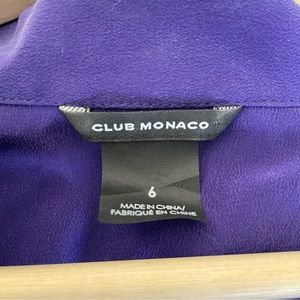 CLUB MONACO
6
MADE IN CHINA/
FABRIQUÉ EN CHINE